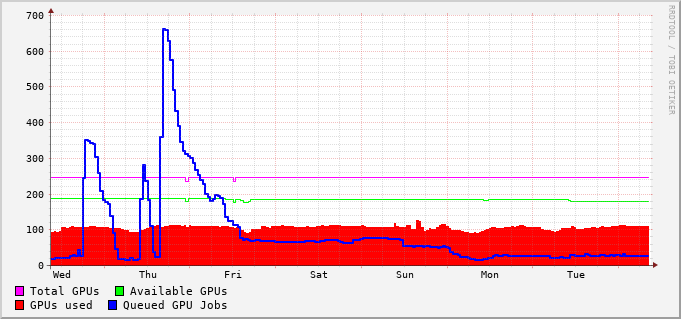 700
600
500
400
300
200
100
0
Wed Thu Fri Sat Sun Mon Tue
Total GPUs Available GPUs
GPUs used Queued GPU Jobs
RRDTOOL / TOBI OETIKER